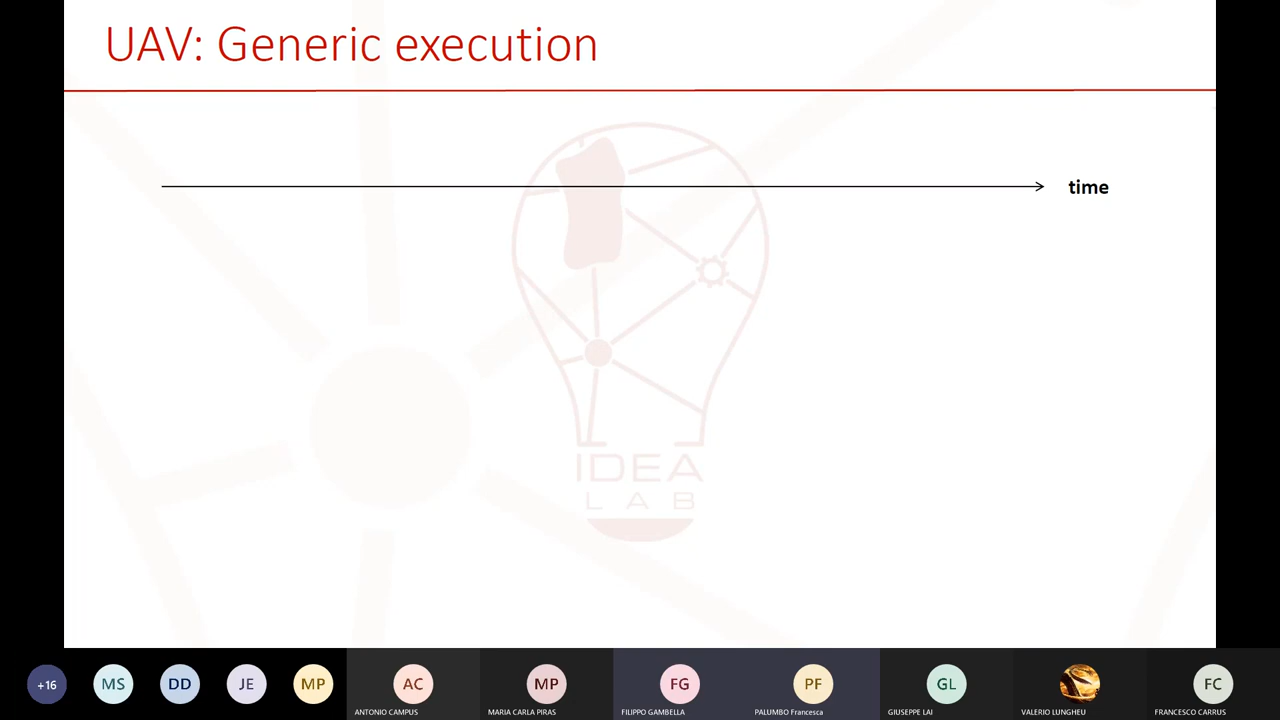 UAV: Generic execution
time
IDEA
LAB
+16
MS
DD
JE
MP
AC
MP
FG
PF
GL
FC
ANTONIO CAMPUS
MARIA CARLA PIRAS
FILIPPO GAMBELLA
PALUMBO Francesca
GIUSEPPE LAI
VALERIO LUNGHEU
FRANCESCO CARRUS